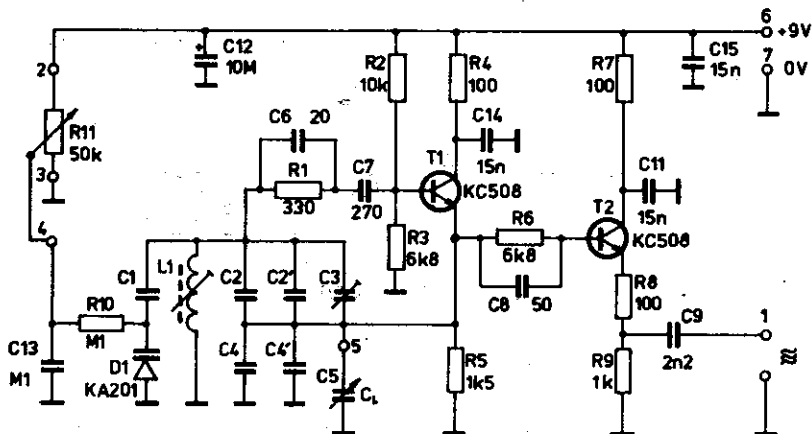 6
+9V
7
0V
C12
10M
+
R2
10k
R4
100
R7
100
C15
15n
2
R11
50k
3
4
C6 20
R1
330
C7
270
T1
KC508
C14
15n
C11
15n
T2
KC508
R3
6k8
R6
6k8
C8 50
R8
100
C1
L1
C2
C2'
C3
R10
M1
C13
M1
D1
KA201
C4
C4'
5
C5
CL
R5
1k5
R9
1k
C9
2n2
1